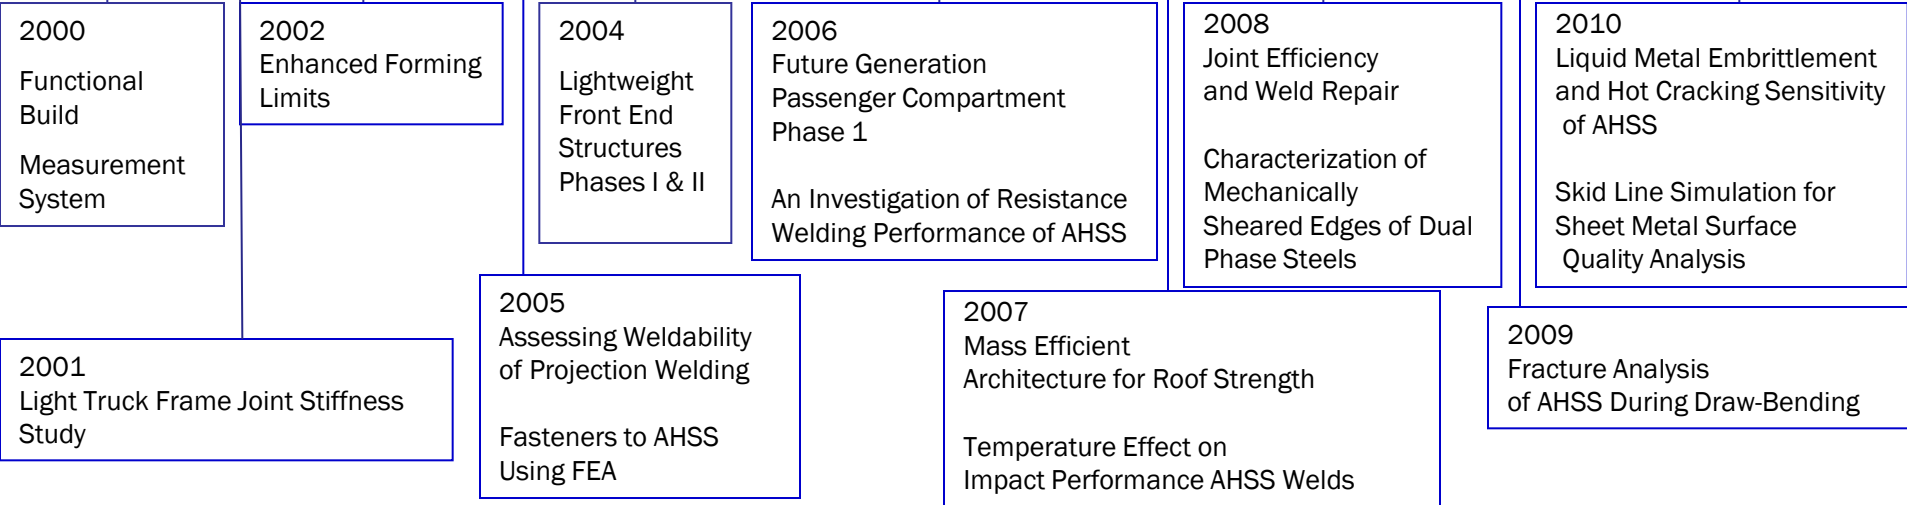 2000
Functional
Build
Measurement
System
2002
Enhanced Forming
Limits
2004
Lightweight
Front End
Structures
Phases I & II
2006
Future Generation
Passenger Compartment
Phase 1
An Investigation of Resistance
Welding Performance of AHSS
2008
Joint Efficiency
and Weld Repair
Characterization of
Mechanically
Sheared Edges of Dual
Phase Steels
2010
Liquid Metal Embrittlement
and Hot Cracking Sensitivity
of AHSS
Skid Line Simulation for
Sheet Metal Surface
Quality Analysis
2001
Light Truck Frame Joint Stiffness
Study
2005
Assessing Weldability
of Projection Welding
Fasteners to AHSS
Using FEA
2007
Mass Efficient
Architecture for Roof Strength
Temperature Effect on
Impact Performance AHSS Welds
2009
Fracture Analysis
of AHSS During Draw-Bending